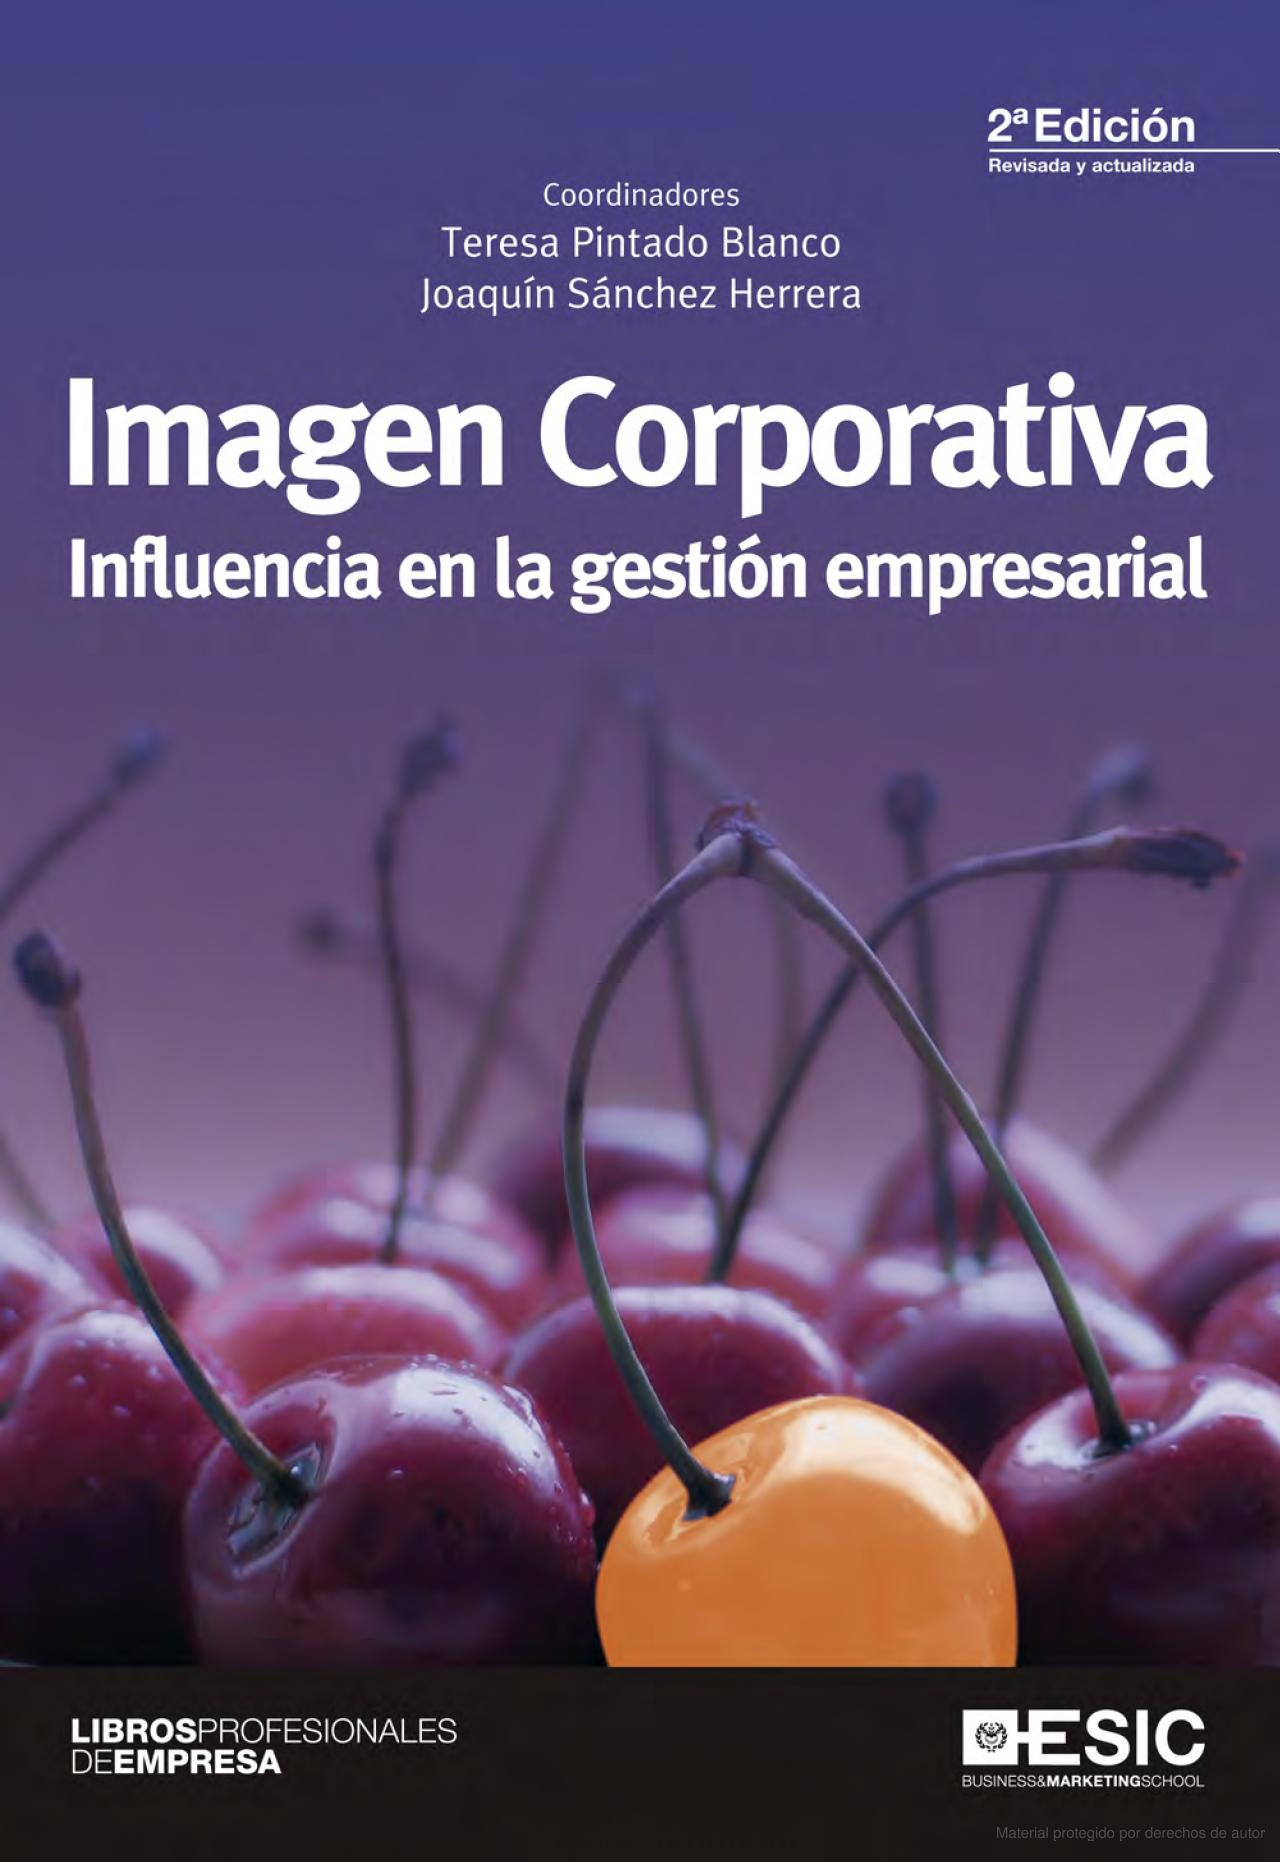 2ª Edición
Revisada y actualizada
Coordinadores
Teresa Pintado Blanco
Joaquín Sánchez Herrera
Imagen Corporativa
Influencia en la gestión empresarial
LIBROSPROFESIONALES
DEEMPRESA
ESIC
BUSINESS&MARKETINGSCHOOL
Material protegido por derechos de autor